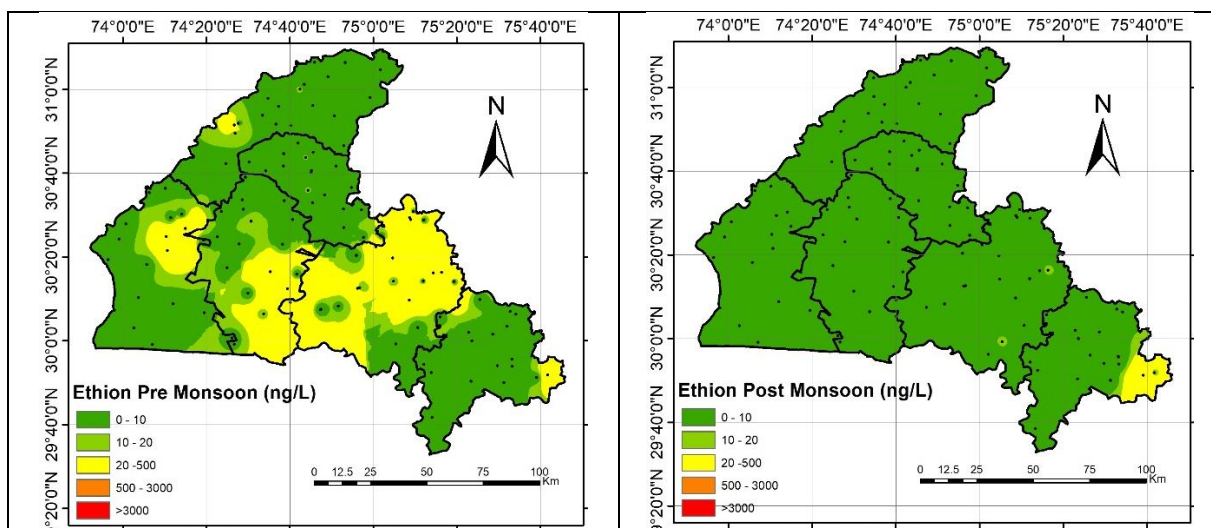 74°0'0"E 74°20'0"E 74°40'0"E 75°0'0"E 75°20'0"E 75°40'0"E
31°0'0"N
30°40'0"N
30°20'0"N
30°0'0"N
29°40'0"N
N
Ethion Pre Monsoon (ng/L)
0 - 10
10 - 20
20 -500
500 - 3000
>3000
0 12.5 25 50 75 100
Km
74°0'0"E 74°20'0"E 74°40'0"E 75°0'0"E 75°20'0"E 75°40'0"E
31°0'0"N
30°40'0"N
30°20'0"N
30°0'0"N
29°40'0"N
N
Ethion Post Monsoon (ng/L)
0 - 10
10 - 20
20 -500
500 - 3000
>3000
0 12.5 25 50 75 100
Km